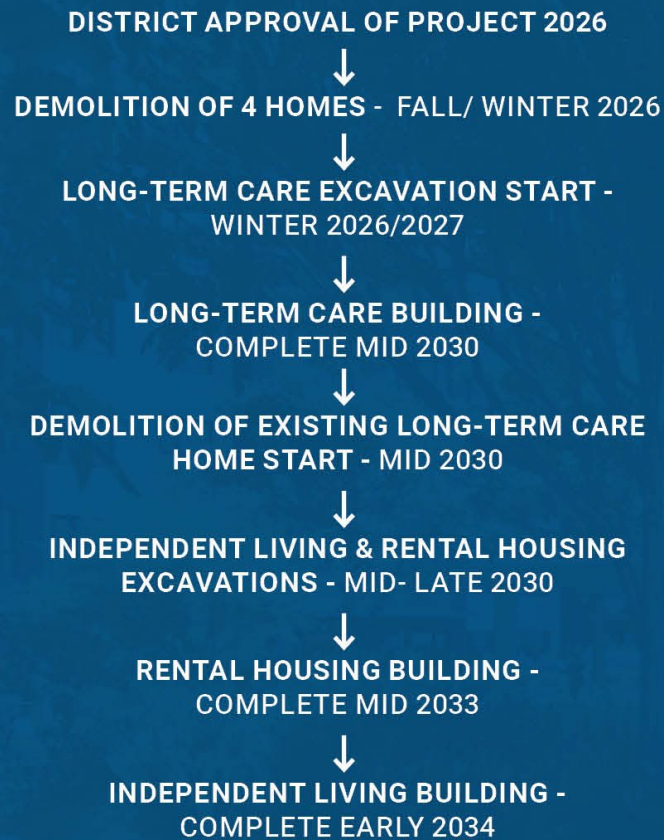 DISTRICT APPROVAL OF PROJECT 2026
↓
DEMOLITION OF 4 HOMES - FALL/ WINTER 2026
↓
LONG-TERM CARE EXCAVATION START -
WINTER 2026/2027
↓
LONG-TERM CARE BUILDING -
COMPLETE MID 2030
↓
DEMOLITION OF EXISTING LONG-TERM CARE
HOME START - MID 2030
↓
INDEPENDENT LIVING & RENTAL HOUSING
EXCAVATIONS - MID- LATE 2030
↓
RENTAL HOUSING BUILDING -
COMPLETE MID 2033
↓
INDEPENDENT LIVING BUILDING -
COMPLETE EARLY 2034